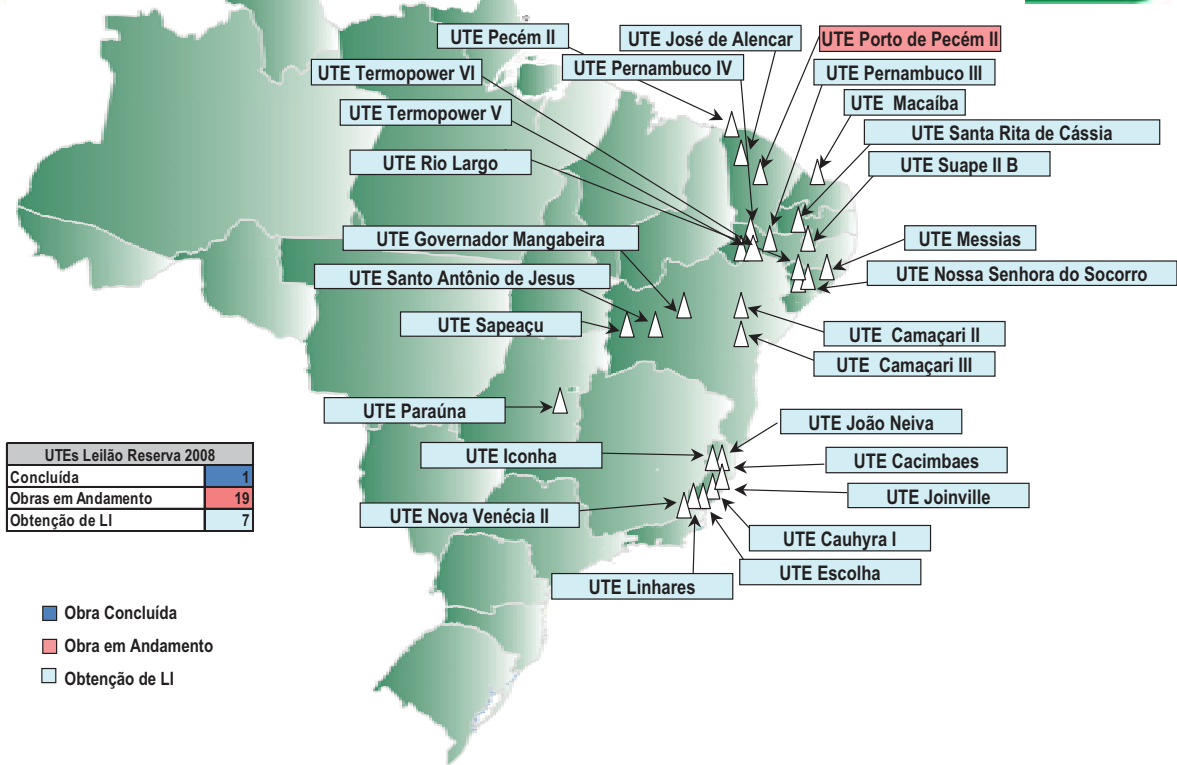 UTE Pecém II
UTE José de Alencar
UTE Porto de Pecém II
UTE Termopower VI
UTE Pernambuco IV
UTE Pernambuco III
UTE Termopower V
UTE Macaíba
UTE Santa Rita de Cássia
UTE Rio Largo
UTE Suape II B
UTE Governador Mangabeira
UTE Messias
UTE Santo Antônio de Jesus
UTE Nossa Senhora do Socorro
UTE Sapeaçu
UTE Camaçari II
UTE Camaçari III
UTE Paraúna
UTE João Neiva
UTE Iconha
UTE Cacimbaes
UTE Joinville
UTE Nova Venécia II
UTE Cauhyra I
UTE Escolha
UTE Linhares
UTEs Leilão Reserva 2008
Concluída 1
Obras em Andamento 19
Obtenção de LI 7
Obra Concluída
Obra em Andamento
Obtenção de LI